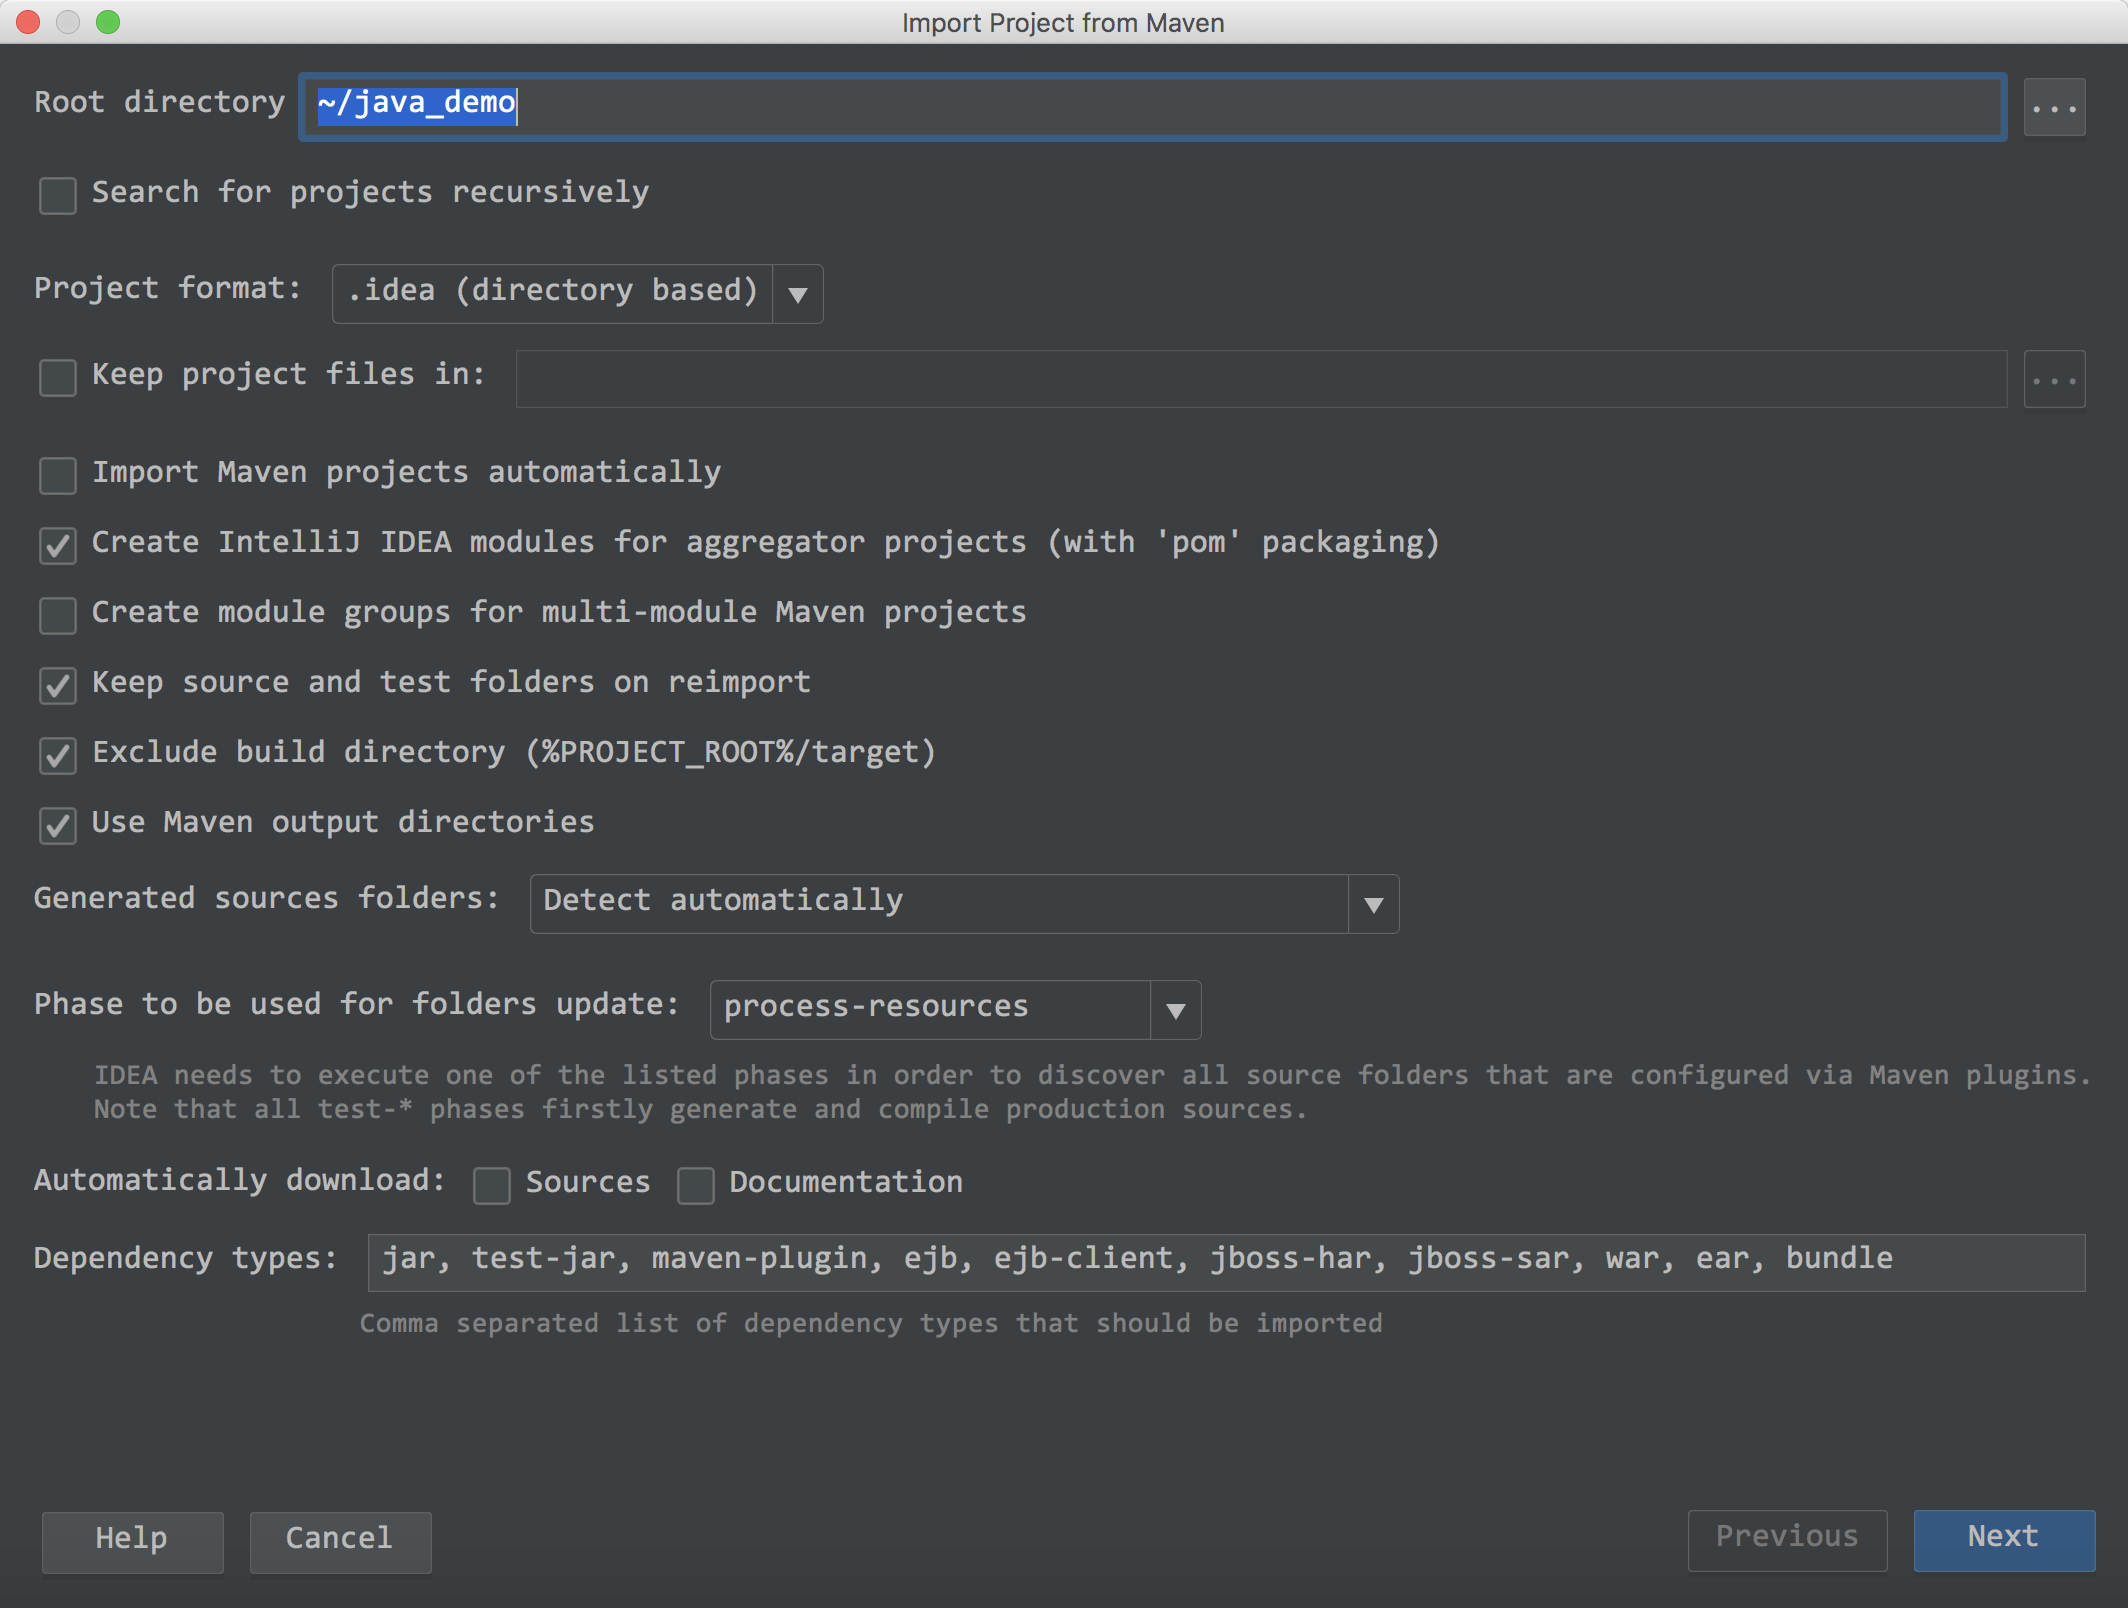 Import Project from Maven
Root directory ~/java_demo ...
Search for projects recursively
Project format: .idea (directory based)
Keep project files in: ...
Import Maven projects automatically
Create IntelliJ IDEA modules for aggregator projects (with 'pom' packaging)
Create module groups for multi-module Maven projects
Keep source and test folders on reimport
Exclude build directory (%PROJECT_ROOT%/target)
Use Maven output directories
Generated sources folders: Detect automatically
Phase to be used for folders update: process-resources
IDEA needs to execute one of the listed phases in order to discover all source folders that are configured via Maven plugins.
Note that all test-* phases firstly generate and compile production sources.
Automatically download: Sources Documentation
Dependency types: jar, test-jar, maven-plugin, ejb, ejb-client, jboss-har, jboss-sar, war, ear, bundle
Comma separated list of dependency types that should be imported
Help Cancel Previous Next